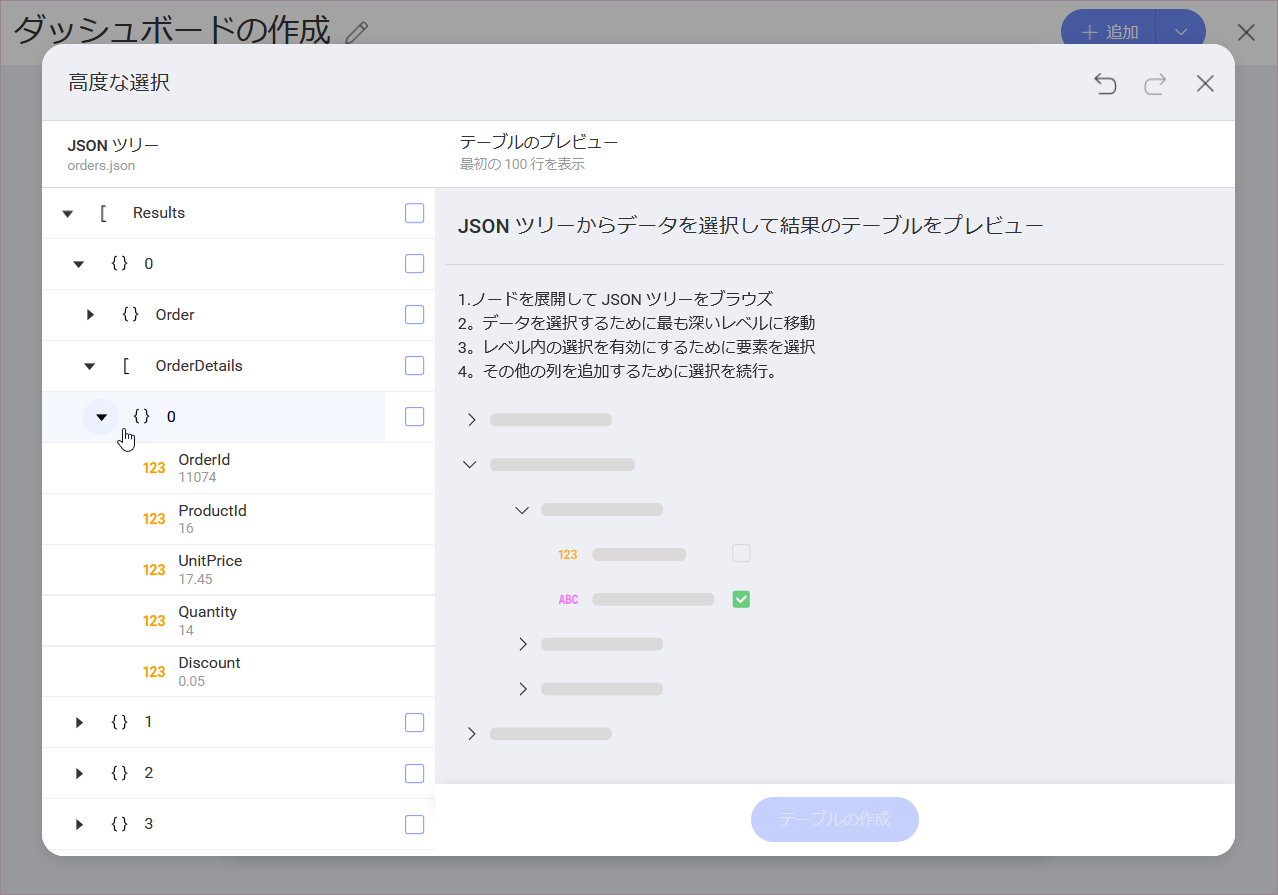 ダッシュボードの作成
追加
高度な選択
JSON ツリー
orders.json
テーブルのプレビュー
最初の 100 行を表示
[ Results
{} 0
{} Order
[ OrderDetails
{} 0
123 OrderId
11074
123 ProductId
16
123 UnitPrice
17.45
123 Quantity
14
123 Discount
0.05
{} 1
{} 2
{} 3
JSON ツリーからデータを選択して結果のテーブルをプレビュー
1.ノードを展開して JSON ツリーをブラウズ
2。データを選択するために最も深いレベルに移動
3。レベル内の選択を有効にするために要素を選択
4。その他の列を追加するために選択を続行。
123
ABC
テーブルの作成